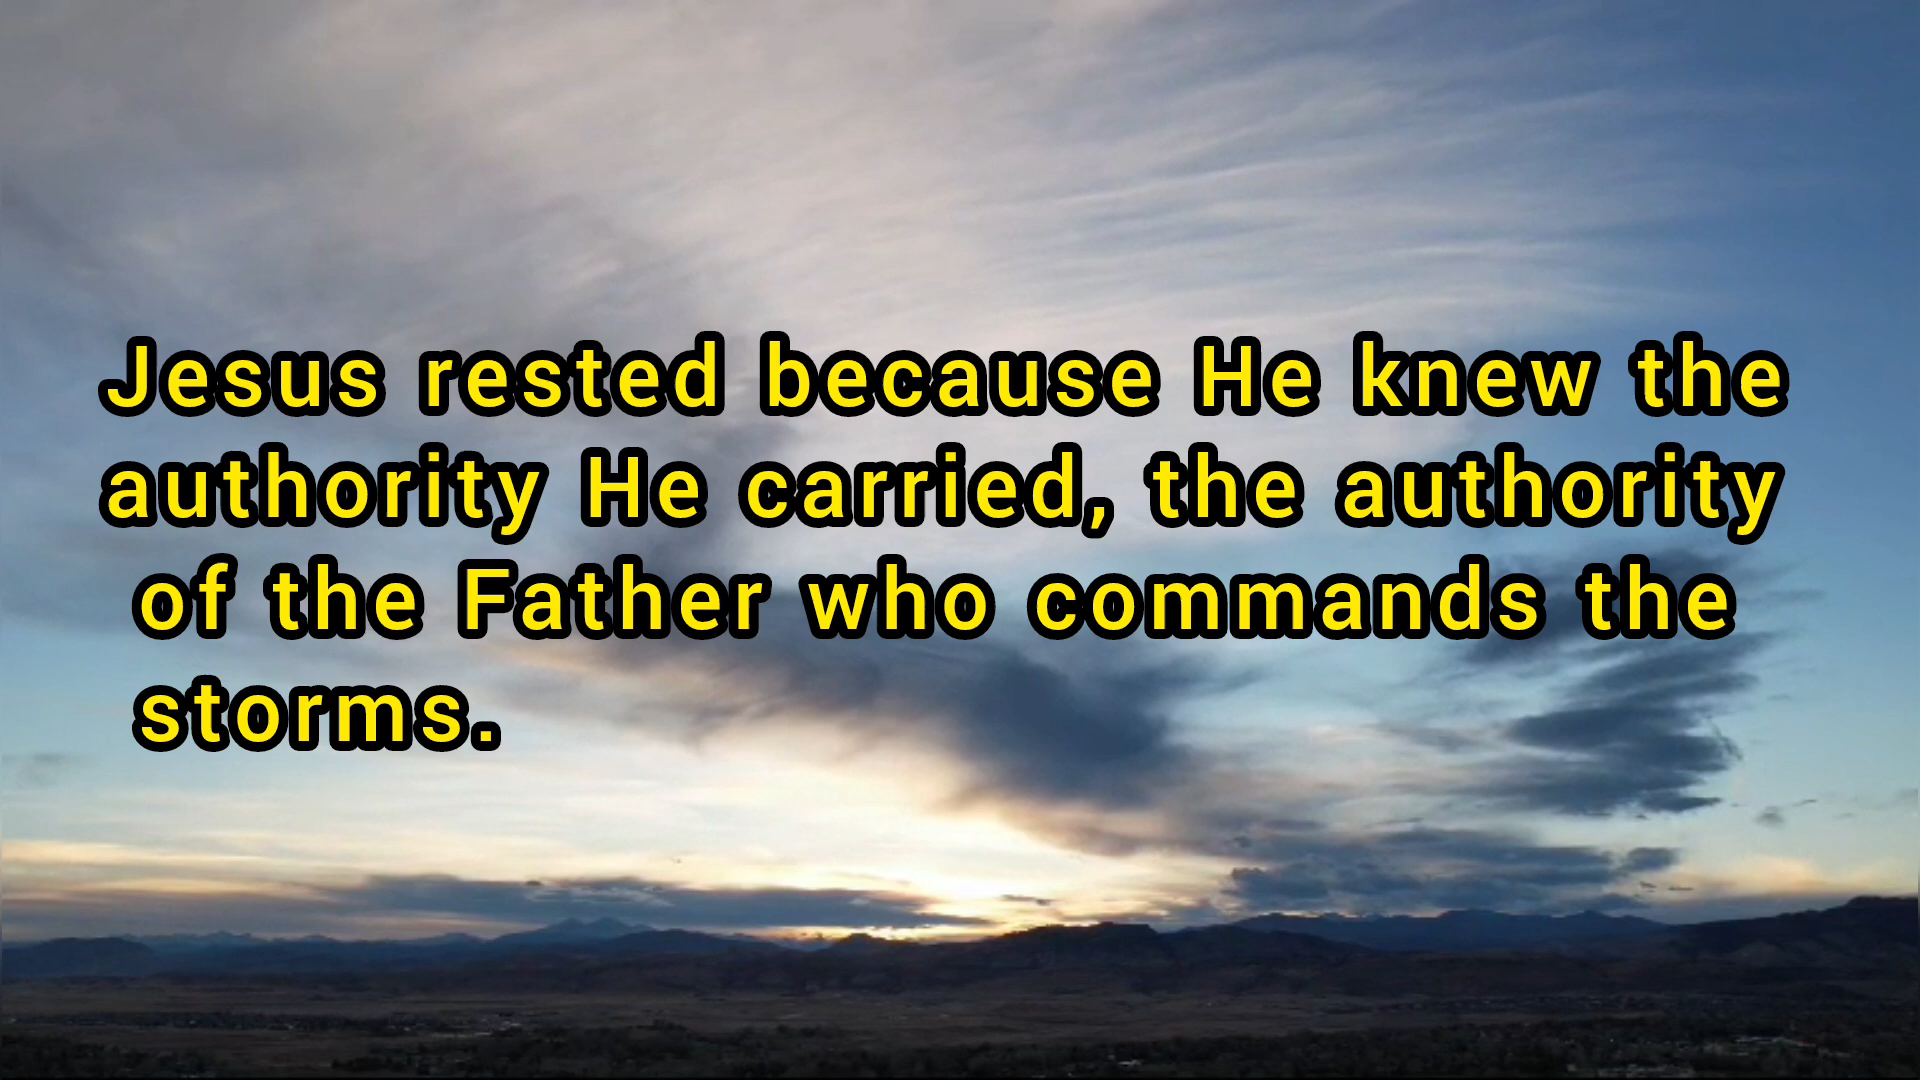 Jesus rested because He knew the
authority He carried, the authority
of the Father who commands the
storms.